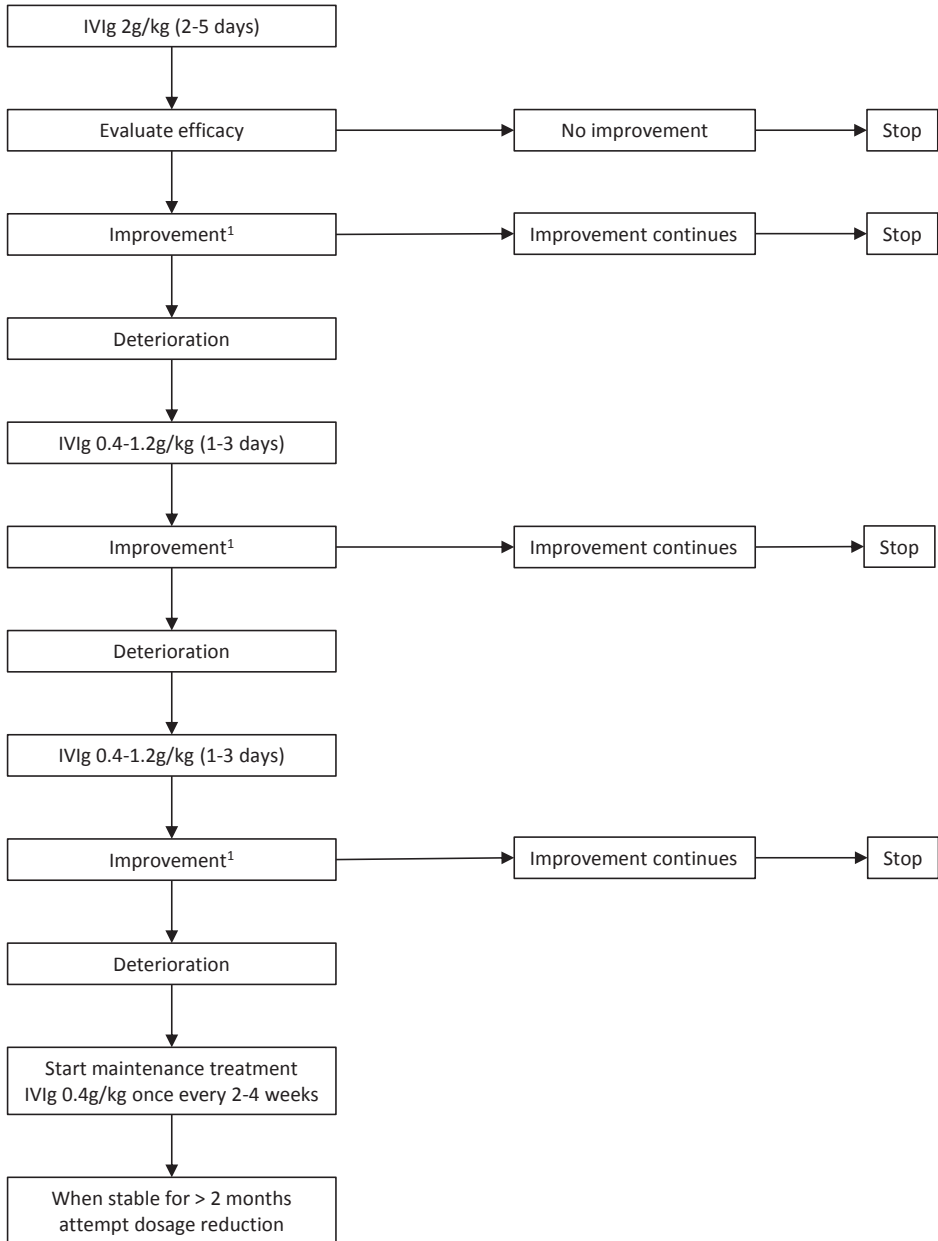 IVIg 2g/kg (2-5 days)
Evaluate efficacy
No improvement
Stop
Improvement¹
Improvement continues
Stop
Deterioration
IVIg 0.4-1.2g/kg (1-3 days)
Improvement¹
Improvement continues
Stop
Deterioration
IVIg 0.4-1.2g/kg (1-3 days)
Improvement¹
Improvement continues
Stop
Deterioration
Start maintenance treatment
IVIg 0.4g/kg once every 2-4 weeks
When stable for > 2 months
attempt dosage reduction